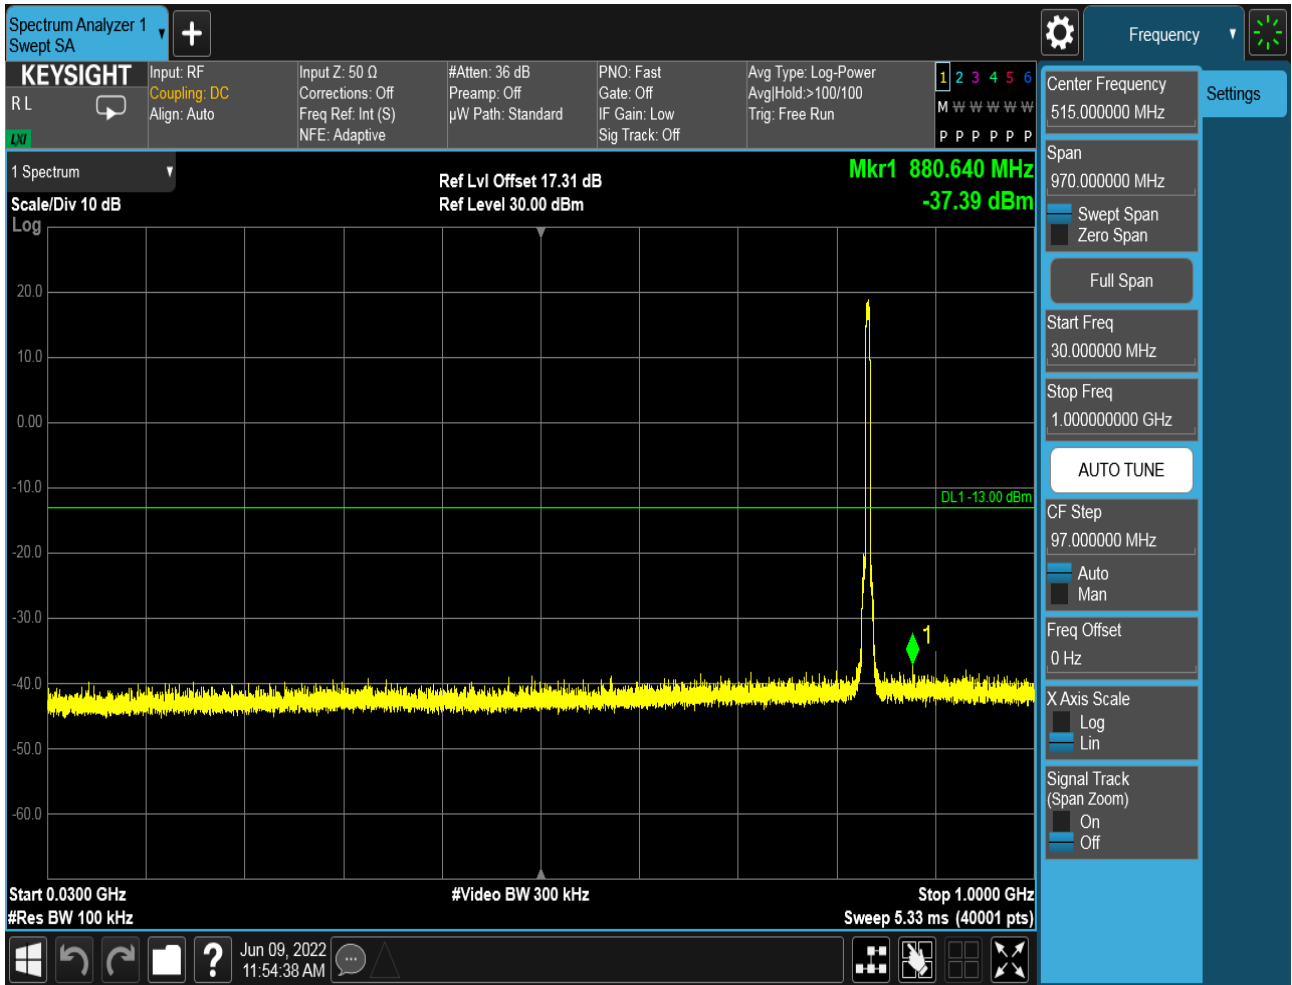 Spectrum Analyzer 1
Swept SA
Frequency
KEYSIGHT
R L
LXI
Input: RF
Coupling: DC
Align: Auto
Input Z: 50 Ω
Corrections: Off
Freq Ref: Int (S)
NFE: Adaptive
#Atten: 36 dB
Preamp: Off
µW Path: Standard
PNO: Fast
Gate: Off
IF Gain: Low
Sig Track: Off
Avg Type: Log-Power
Avg|Hold:>100/100
Trig: Free Run
1 2 3 4 5 6
M W W W W W
P P P P P P
1 Spectrum
Scale/Div 10 dB
Log
Ref Lvl Offset 17.31 dB
Ref Level 30.00 dBm
Mkr1 880.640 MHz
-37.39 dBm
20.0
10.0
0.00
-10.0
DL1 -13.00 dBm
-20.0
-30.0
1
-40.0
-50.0
-60.0
Start 0.0300 GHz
#Video BW 300 kHz
Stop 1.0000 GHz
#Res BW 100 kHz
Sweep 5.33 ms (40001 pts)
?
Jun 09, 2022
11:54:38 AM
Center Frequency
515.000000 MHz
Settings
Span
970.000000 MHz
Swept Span
Zero Span
Full Span
Start Freq
30.000000 MHz
Stop Freq
1.000000000 GHz
AUTO TUNE
CF Step
97.000000 MHz
Auto
Man
Freq Offset
0 Hz
X Axis Scale
Log
Lin
Signal Track
(Span Zoom)
On
Off